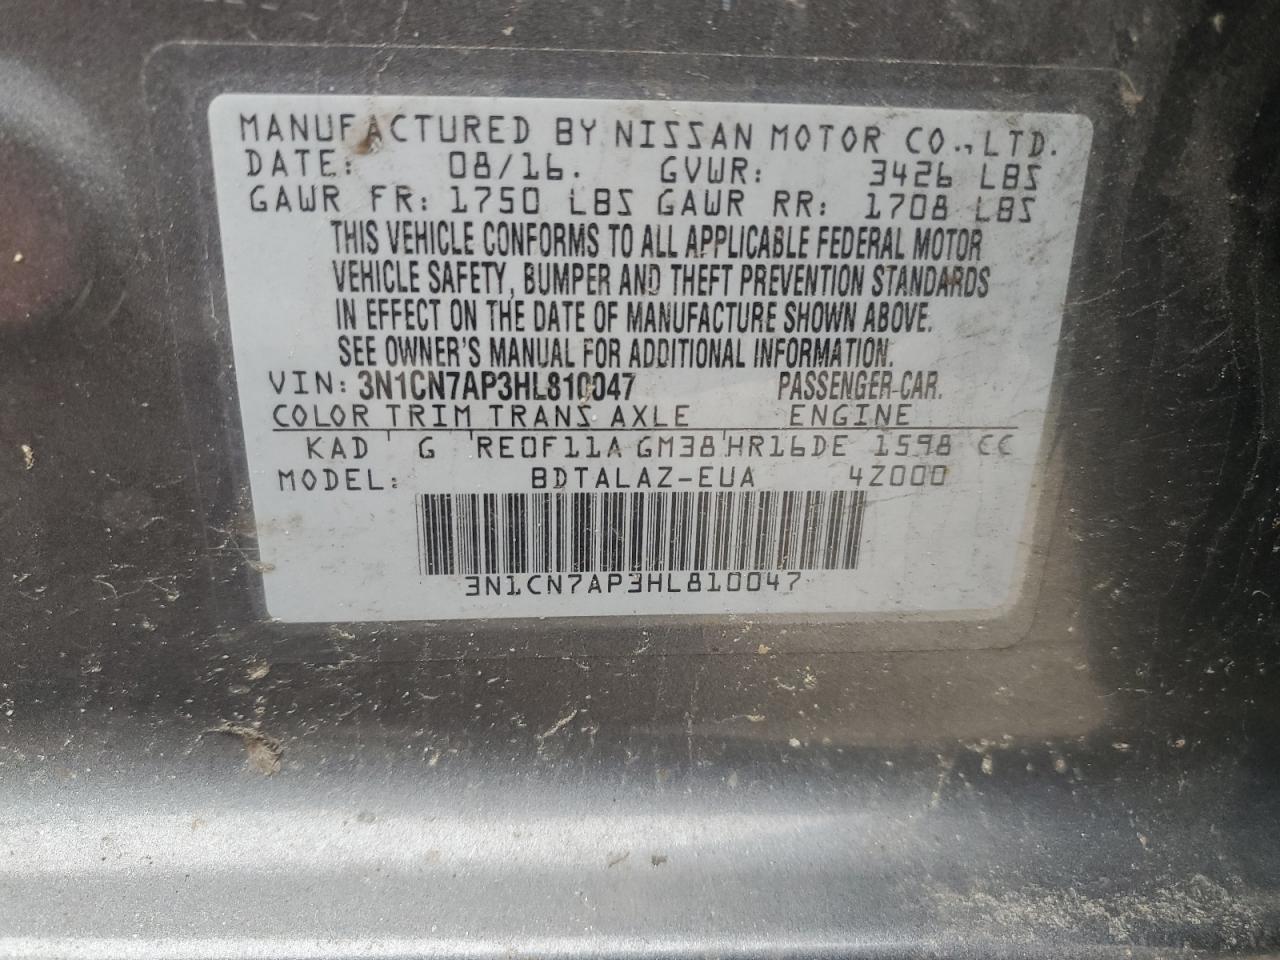 MANUFACTURED BY NISSAN MOTOR CO., LTD.
DATE: 08/16. GVWR: 3426 LBS
GAWR FR: 1750 LBS GAWR RR: 1708 LBS
THIS VEHICLE CONFORMS TO ALL APPLICABLE FEDERAL MOTOR
VEHICLE SAFETY, BUMPER AND THEFT PREVENTION STANDARDS
IN EFFECT ON THE DATE OF MANUFACTURE SHOWN ABOVE.
SEE OWNER'S MANUAL FOR ADDITIONAL INFORMATION.
VIN: 3N1CN7AP3HL810047 PASSENGER-CAR.
COLOR TRIM TRANS AXLE ENGINE
KAD G RE0F11A GM38 HR16DE 1598 CC
MODEL: BDTALAZ-EUA 4Z000
3N1CN7AP3HL810047